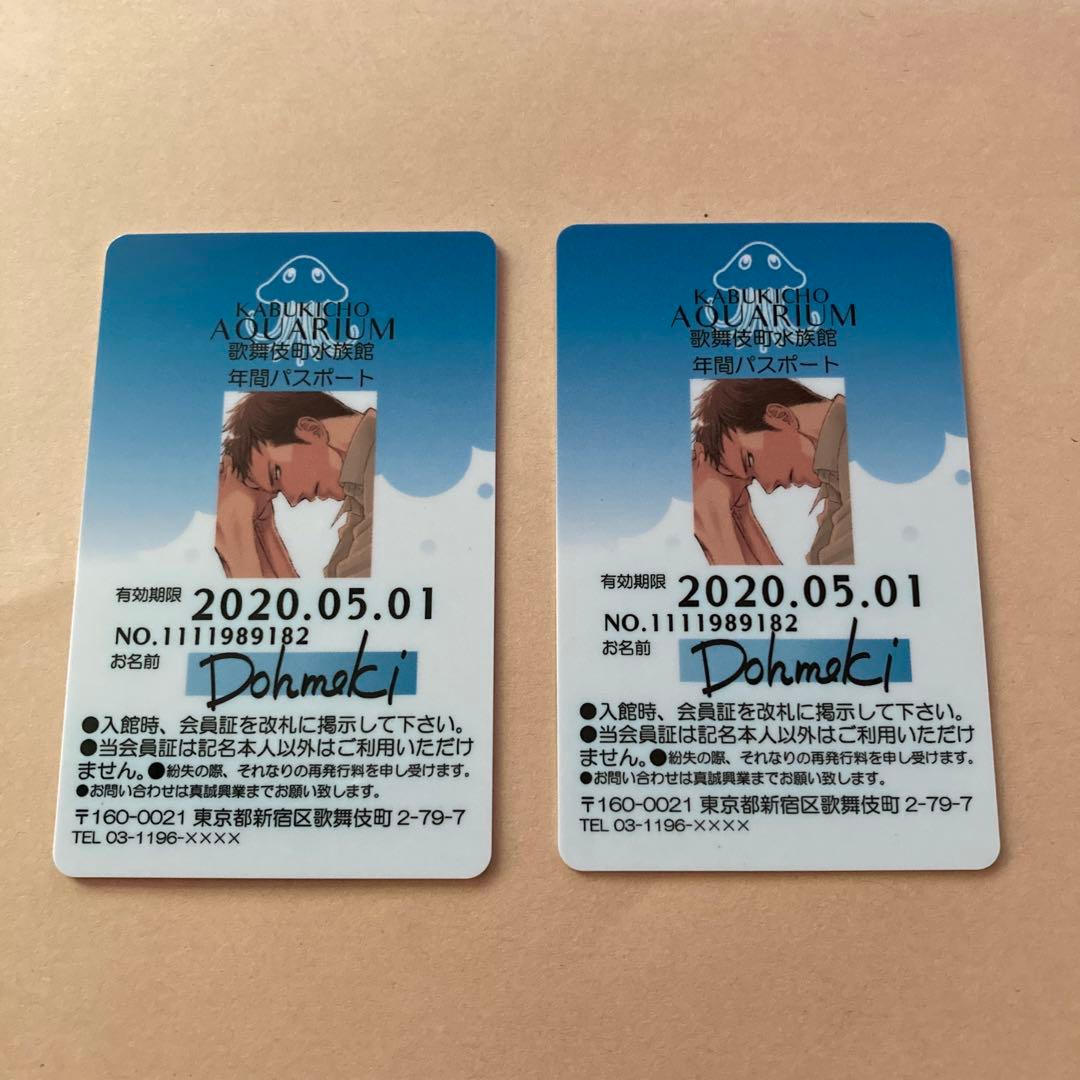 KABUKICHO
AQUARIUM
歌舞伎町水族館
年間パスポート
有効期限 2020.05.01
NO.1111989182
お名前 Dohmeki
●入館時、会員証を改札に掲示して下さい。
●当会員証は記名本人以外はご利用いただけ
ません。●紛失の際、それなりの再発行料を申し受けます。
●お問い合わせは真誠興業までお願い致します。
〒160-0021 東京都新宿区歌舞伎町 2-79-7
TEL 03-1196-××××
KABUKICHO
AQUARIUM
歌舞伎町水族館
年間パスポート
有効期限 2020.05.01
NO.1111989182
お名前 Dohmeki
●入館時、会員証を改札に掲示して下さい。
●当会員証は記名本人以外はご利用いただけ
ません。●紛失の際、それなりの再発行料を申し受けます。
●お問い合わせは真誠興業までお願い致します。
〒160-0021 東京都新宿区歌舞伎町 2-79-7
TEL 03-1196-××××